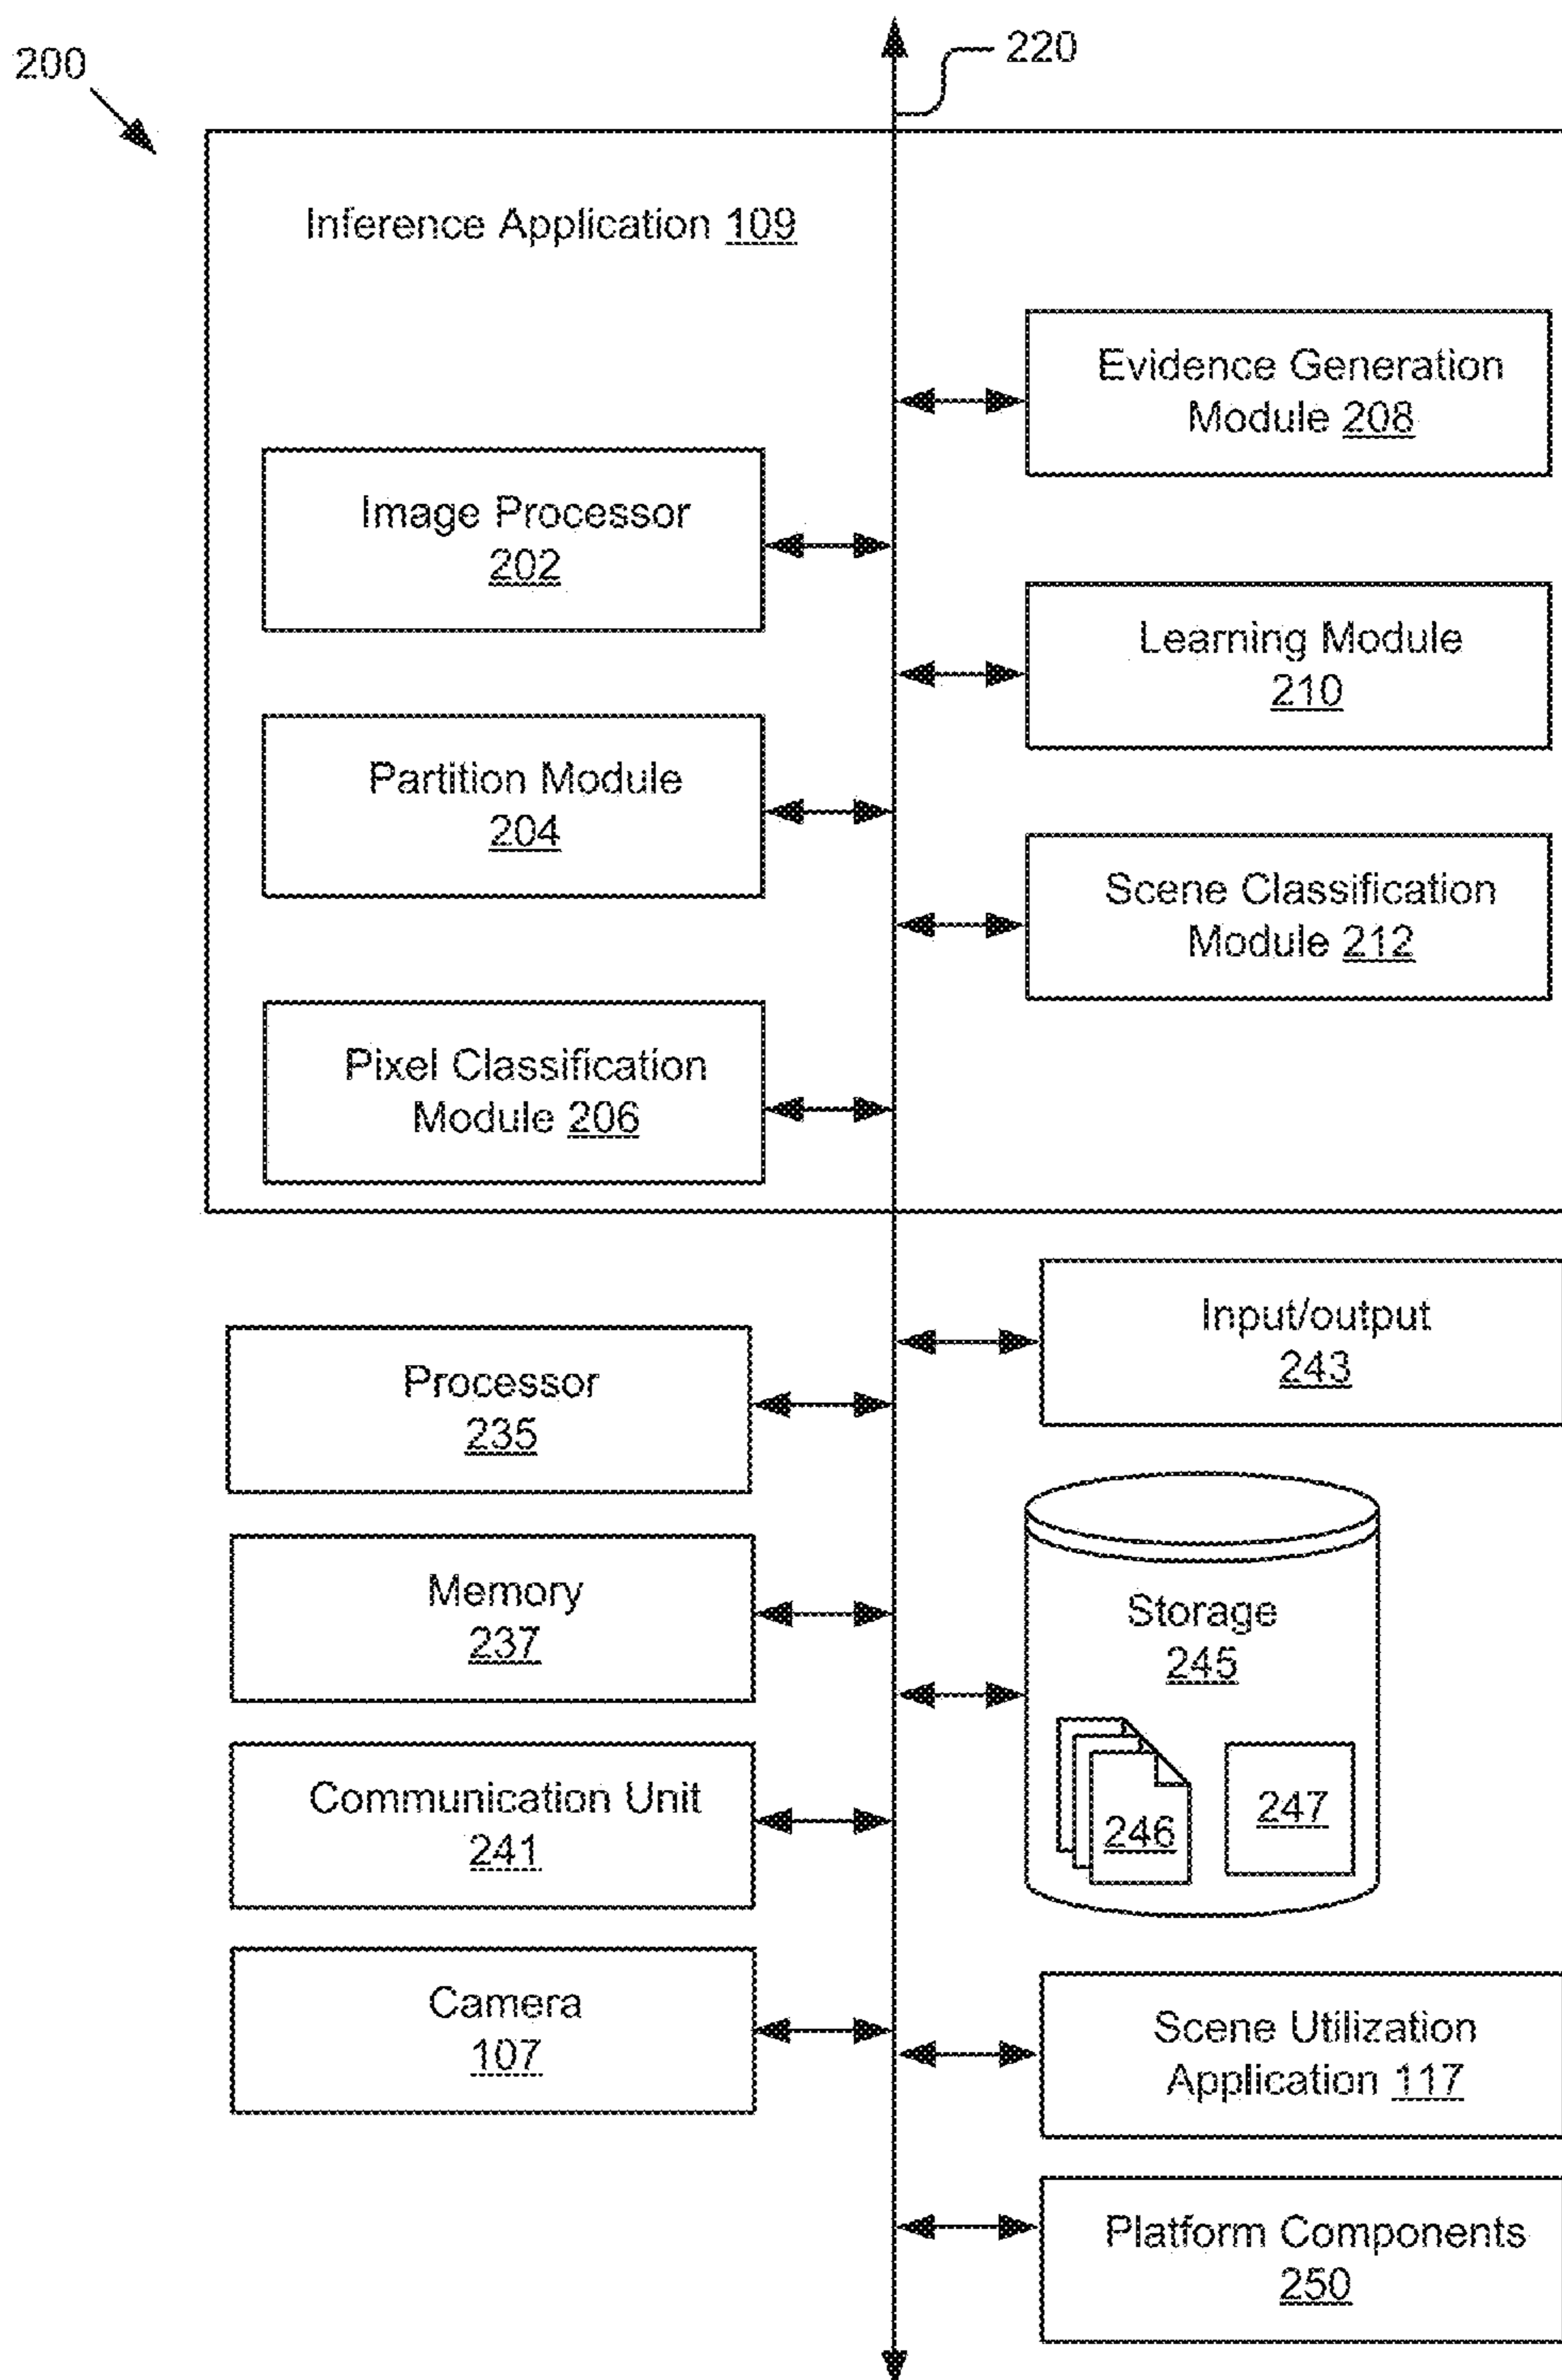 200
220
Inference Application 109
Evidence Generation
Module 208
Image Processor
202
Learning Module
210
Partition Module
204
Scene Classification
Module 212
Pixel Classification
Module 206
Input/output
243
Processor
235
Memory
237
Storage
245
246
247
Communication Unit
241
Camera
107
Scene Utilization
Application 117
Platform Components
250